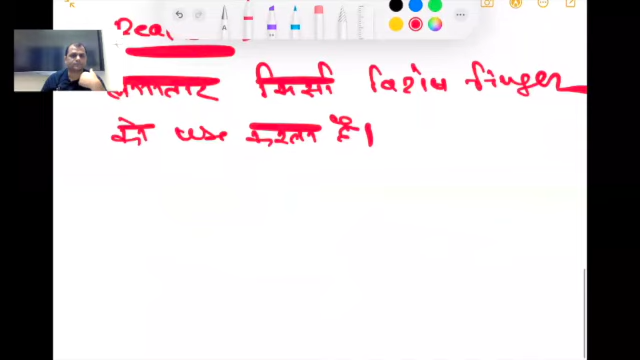 लगातार किसी विशेष finger
को use करता है।